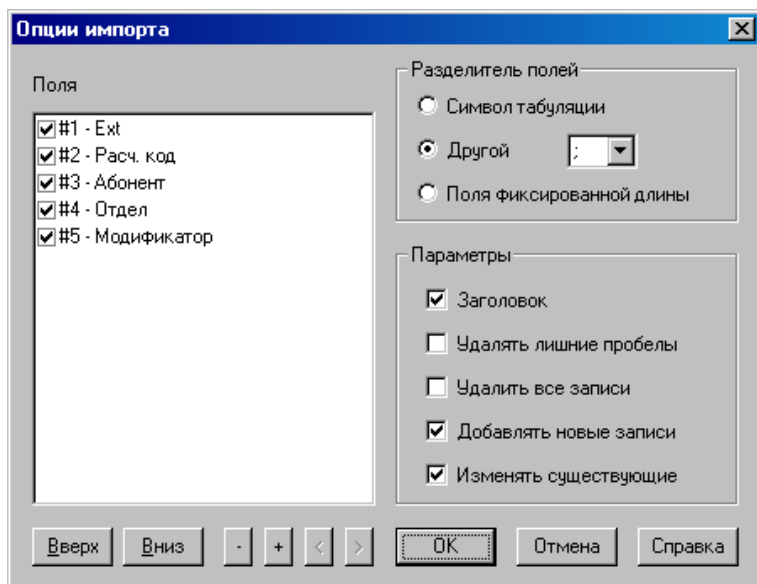 Опции импорта
Поля
#1 - Ext
#2 - Расч. код
#3 - Абонент
#4 - Отдел
#5 - Модификатор
Разделитель полей
Символ табуляции
Другой ;
Поля фиксированной длины
Параметры
Заголовок
Удалять лишние пробелы
Удалить все записи
Добавлять новые записи
Изменять существующие
Вверх Вниз - + < > OK Отмена Справка